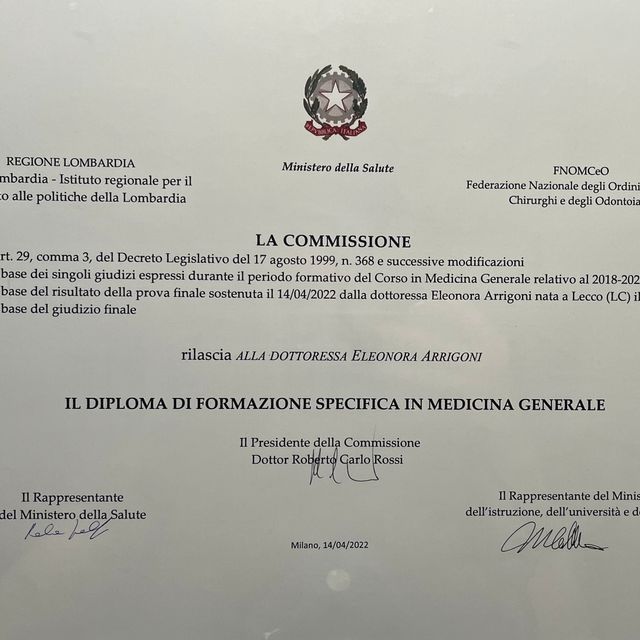 REPUBBLICA ITALIANA
REGIONE LOMBARDIA
mbardia - Istituto regionale per il
o alle politiche della Lombardia
Ministero della Salute
FNOMCeO
Federazione Nazionale degli Ordini
Chirurghi e degli Odontoia
LA COMMISSIONE
rt. 29, comma 3, del Decreto Legislativo del 17 agosto 1999, n. 368 e successive modificazioni
base dei singoli giudizi espressi durante il periodo formativo del Corso in Medicina Generale relativo al 2018-202
base del risultato della prova finale sostenuta il 14/04/2022 dalla dottoressa Eleonora Arrigoni nata a Lecco (LC) il
base del giudizio finale
rilascia ALLA DOTTORESSA ELEONORA ARRIGONI
IL DIPLOMA DI FORMAZIONE SPECIFICA IN MEDICINA GENERALE
Il Presidente della Commissione
Dottor Roberto Carlo Rossi
Il Rappresentante
del Ministero della Salute
Il Rappresentante del Minis
dell'istruzione, dell'università e de
Milano, 14/04/2022